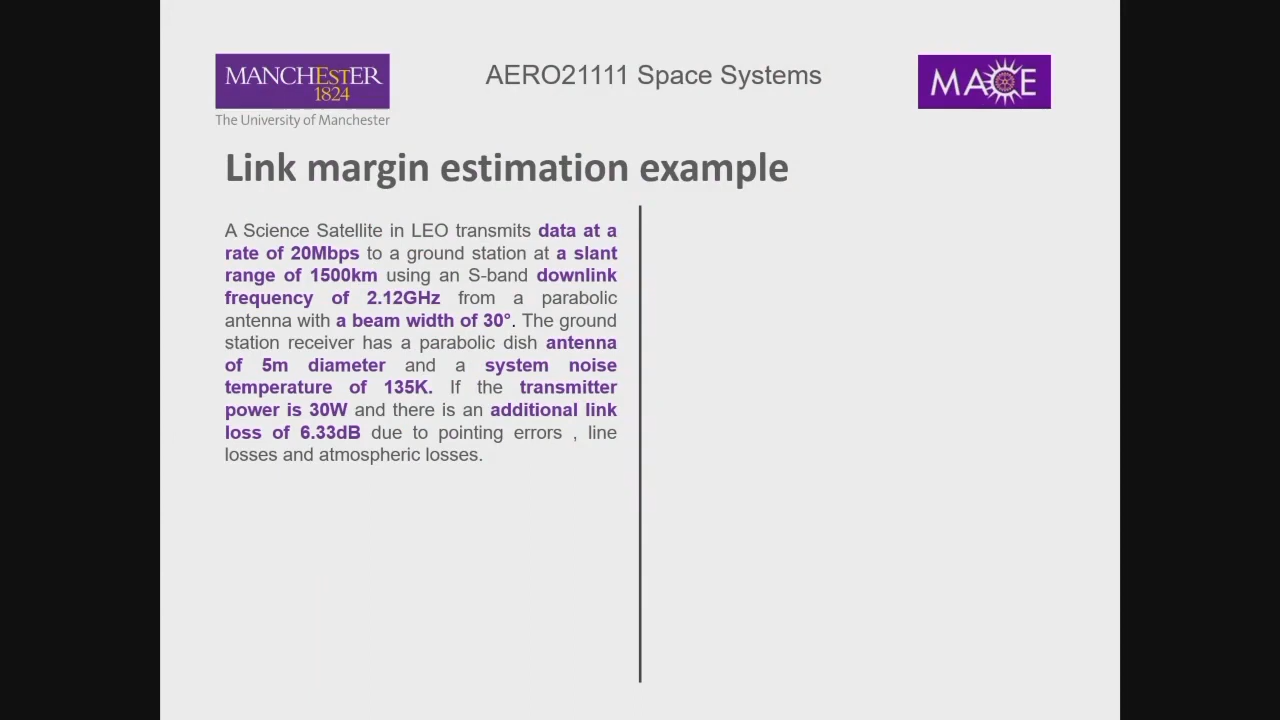 MANCHESTER
1824
The University of Manchester
AERO21111 Space Systems
MACE
Link margin estimation example
A Science Satellite in LEO transmits data at a
rate of 20Mbps to a ground station at a slant
range of 1500km using an S-band downlink
frequency of 2.12GHz from a parabolic
antenna with a beam width of 30°. The ground
station receiver has a parabolic dish antenna
of 5m diameter and a system noise
temperature of 135K. If the transmitter
power is 30W and there is an additional link
loss of 6.33dB due to pointing errors , line
losses and atmospheric losses.